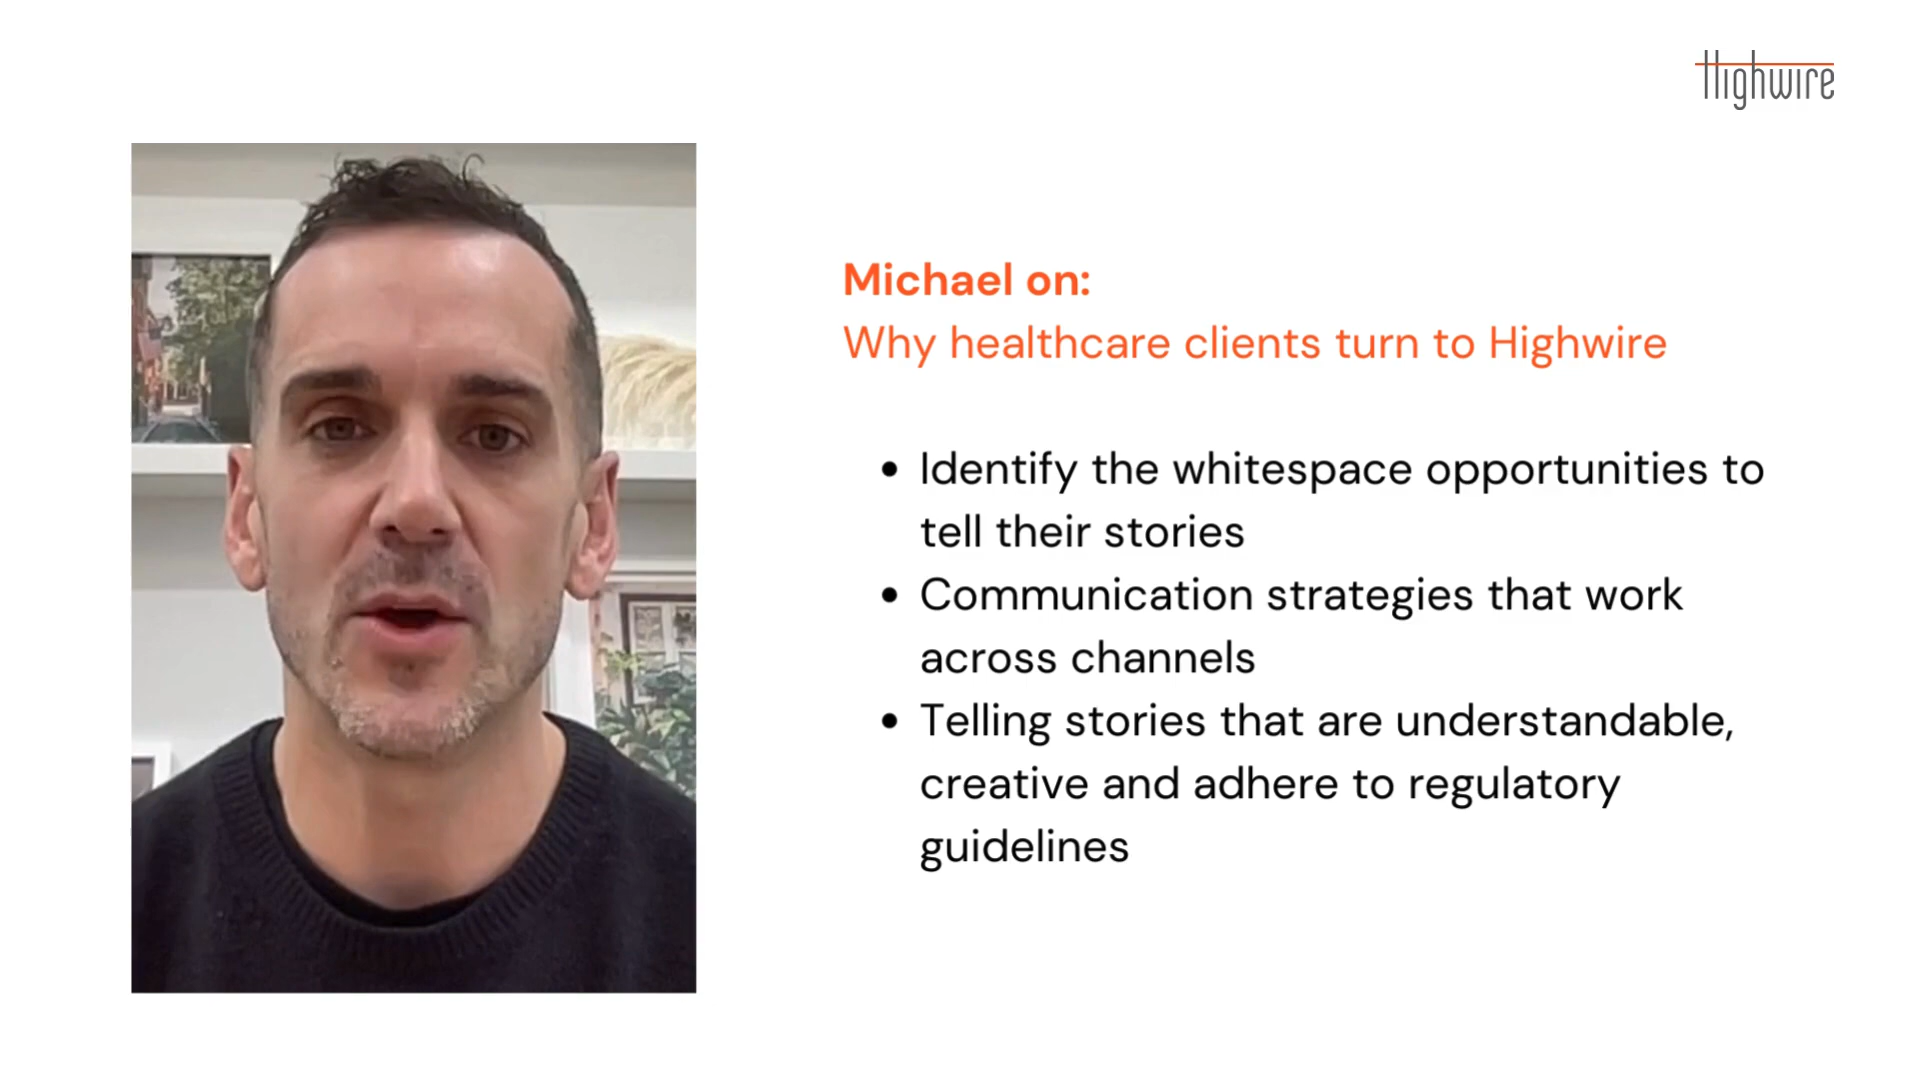 Highwire
Michael on:
Why healthcare clients turn to Highwire
• Identify the whitespace opportunities to
tell their stories
• Communication strategies that work
across channels
• Telling stories that are understandable,
creative and adhere to regulatory
guidelines